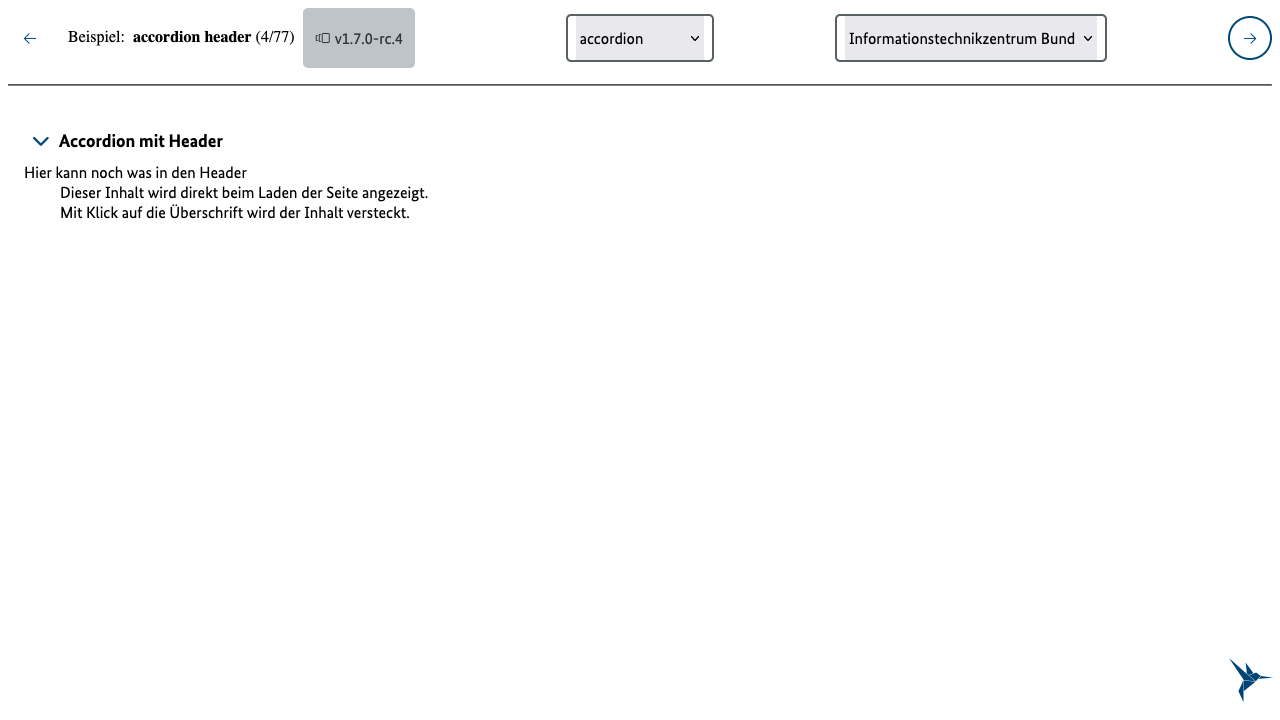 Beispiel: accordion header (4/77) v1.7.0-rc.4 accordion Informationstechnikzentrum Bund
Accordion mit Header
Hier kann noch was in den Header
Dieser Inhalt wird direkt beim Laden der Seite angezeigt.
Mit Klick auf die Überschrift wird der Inhalt versteckt.